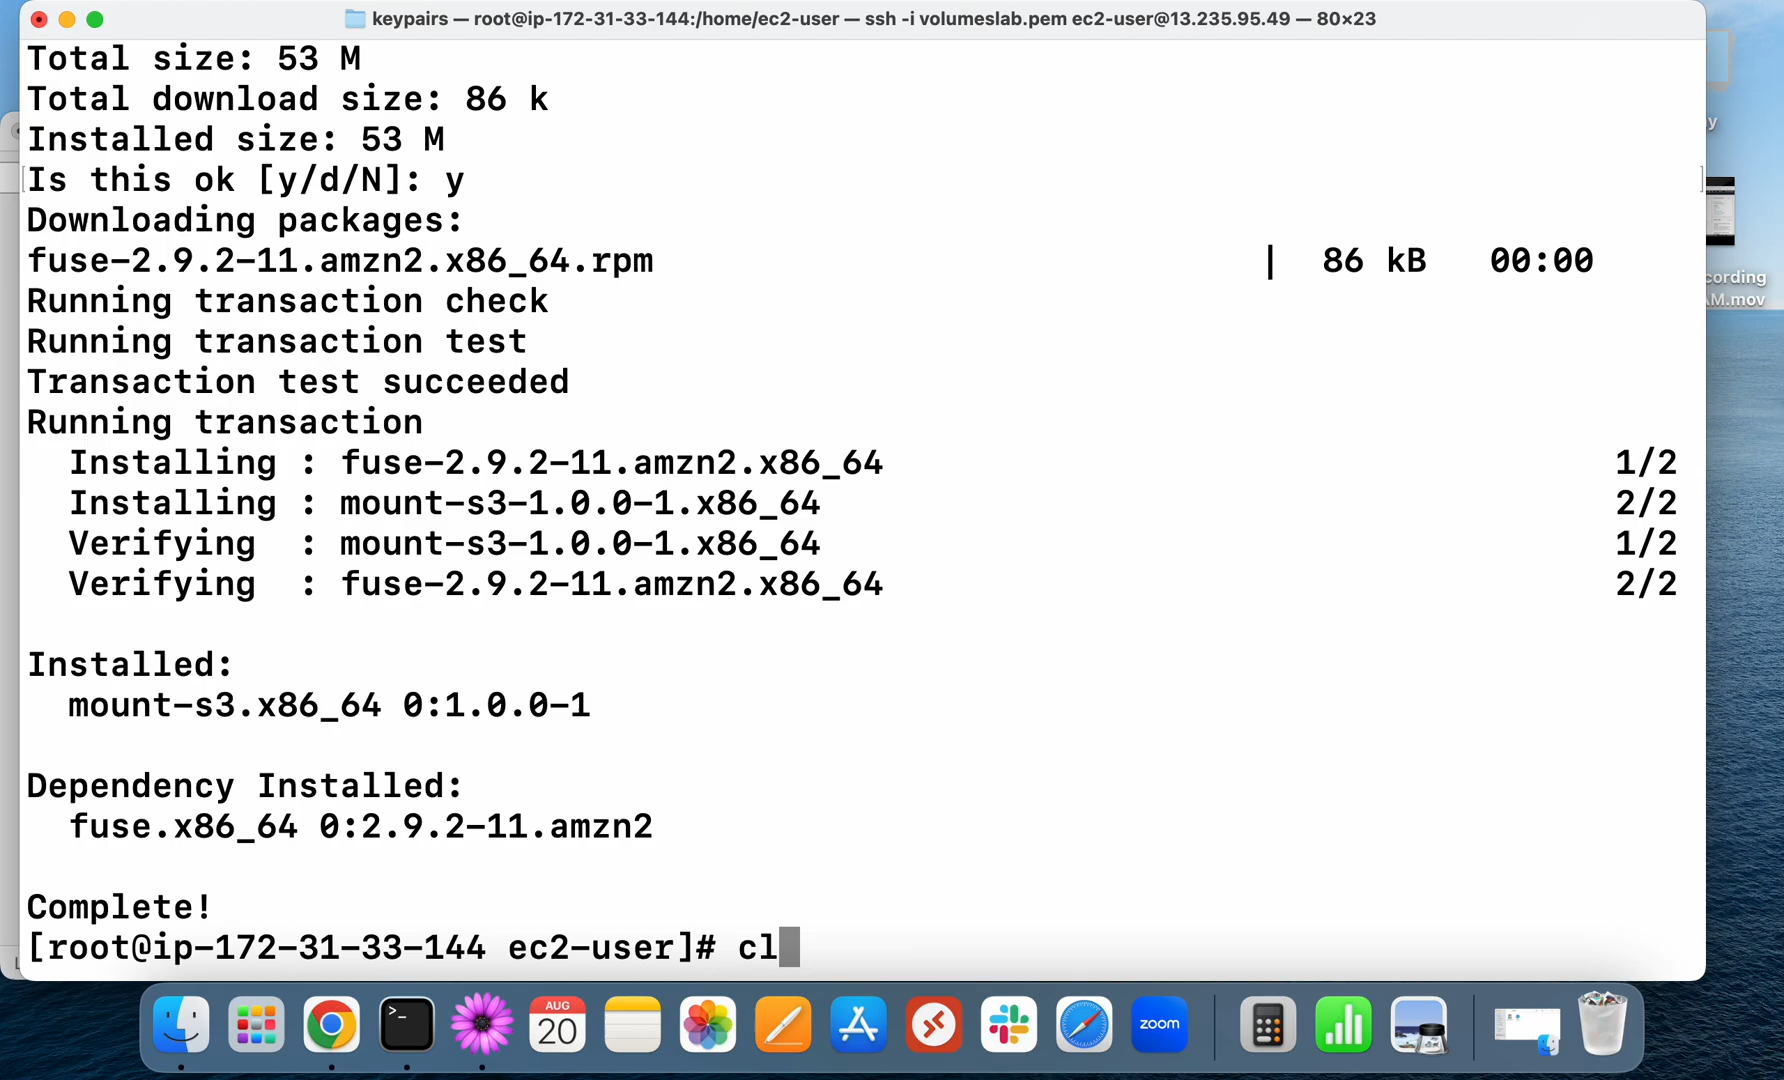 keypairs — root@ip-172-31-33-144:/home/ec2-user — ssh -i volumeslab.pem ec2-user@13.235.95.49 — 80×23
Total size: 53 M
Total download size: 86 k
Installed size: 53 M
Is this ok [y/d/N]: y
Downloading packages:
fuse-2.9.2-11.amzn2.x86_64.rpm | 86 kB 00:00
Running transaction check
Running transaction test
Transaction test succeeded
Running transaction
Installing : fuse-2.9.2-11.amzn2.x86_64 1/2
Installing : mount-s3-1.0.0-1.x86_64 2/2
Verifying : mount-s3-1.0.0-1.x86_64 1/2
Verifying : fuse-2.9.2-11.amzn2.x86_64 2/2
Installed:
mount-s3.x86_64 0:1.0.0-1
Dependency Installed:
fuse.x86_64 0:2.9.2-11.amzn2
Complete!
[root@ip-172-31-33-144 ec2-user]# cl
y
cording
AM.mov
>_
AUG
20
zoom